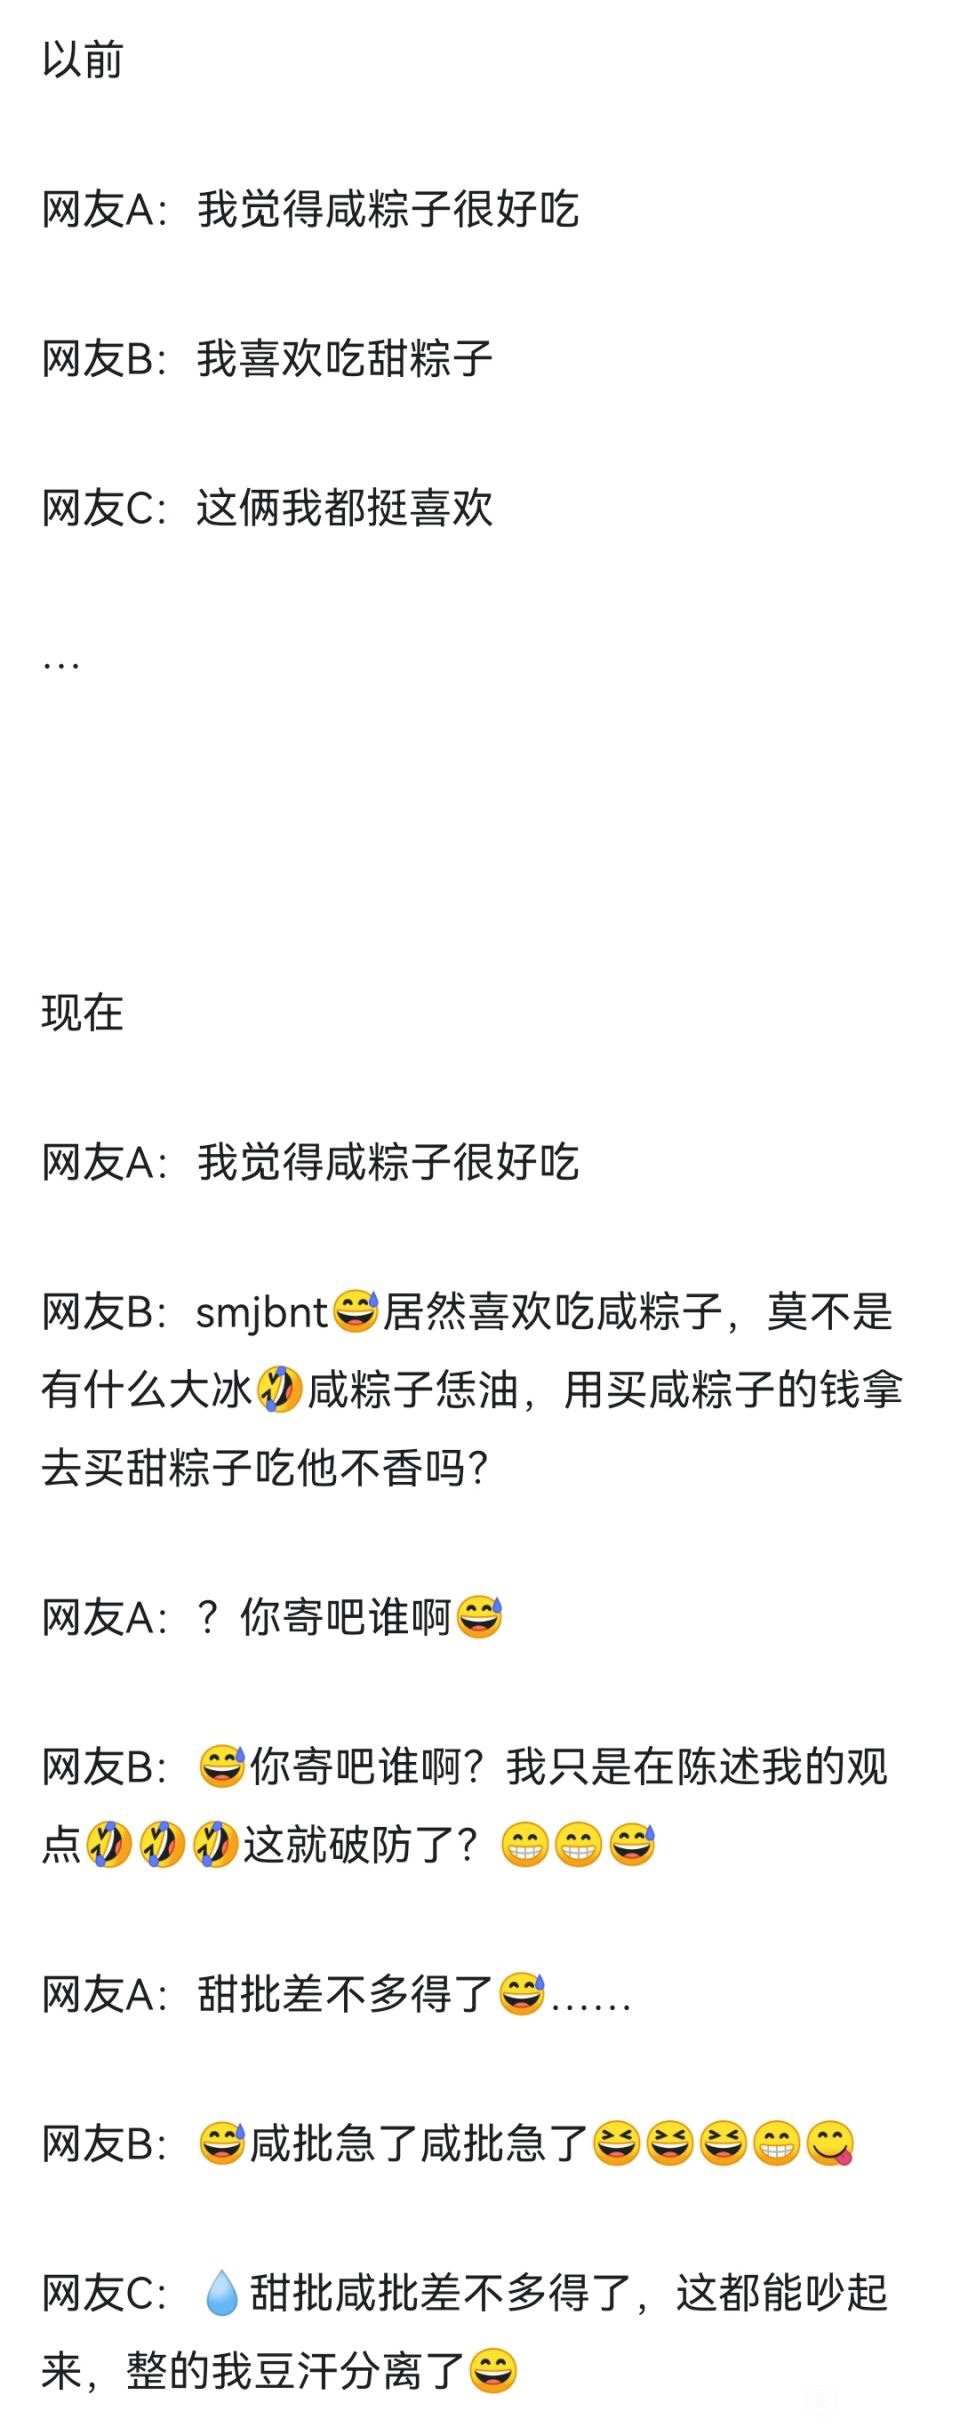 以前
网友A：我觉得咸粽子很好吃
网友B：我喜欢吃甜粽子
网友C：这俩我都挺喜欢
…
现在
网友A：我觉得咸粽子很好吃
网友B：smjbnt😅居然喜欢吃咸粽子，莫不是
有什么大冰🤣咸粽子恁油，用买咸粽子的钱拿
去买甜粽子吃他不香吗？
网友A：？你寄吧谁啊😅
网友B：😅你寄吧谁啊？我只是在陈述我的观
点🤣🤣🤣这就破防了？😁😁😅
网友A：甜批差不多得了😅……
网友B：😅咸批急了咸批急了😆😆😆😁😋
网友C：💧甜批咸批差不多得了，这都能吵起
来，整的我豆汗分离了😄